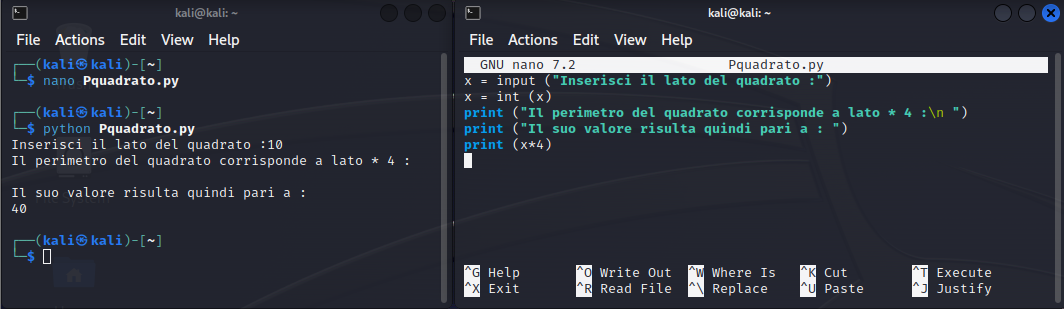 kali@kali: ~
File Actions Edit View Help
┌──(kali㉿kali)-[~]
└─$ nano Pquadrato.py
┌──(kali㉿kali)-[~]
└─$ python Pquadrato.py
Inserisci il lato del quadrato :10
Il perimetro del quadrato corrisponde a lato * 4 :
Il suo valore risulta quindi pari a :
40
┌──(kali㉿kali)-[~]
└─$
kali@kali: ~
File Actions Edit View Help
GNU nano 7.2 Pquadrato.py
x = input ("Inserisci il lato del quadrato :")
x = int (x)
print ("Il perimetro del quadrato corrisponde a lato * 4 :\n ")
print ("Il suo valore risulta quindi pari a : ")
print (x*4)
^G Help ^O Write Out ^W Where Is ^K Cut ^T Execute
^X Exit ^R Read File ^\ Replace ^U Paste ^J Justify